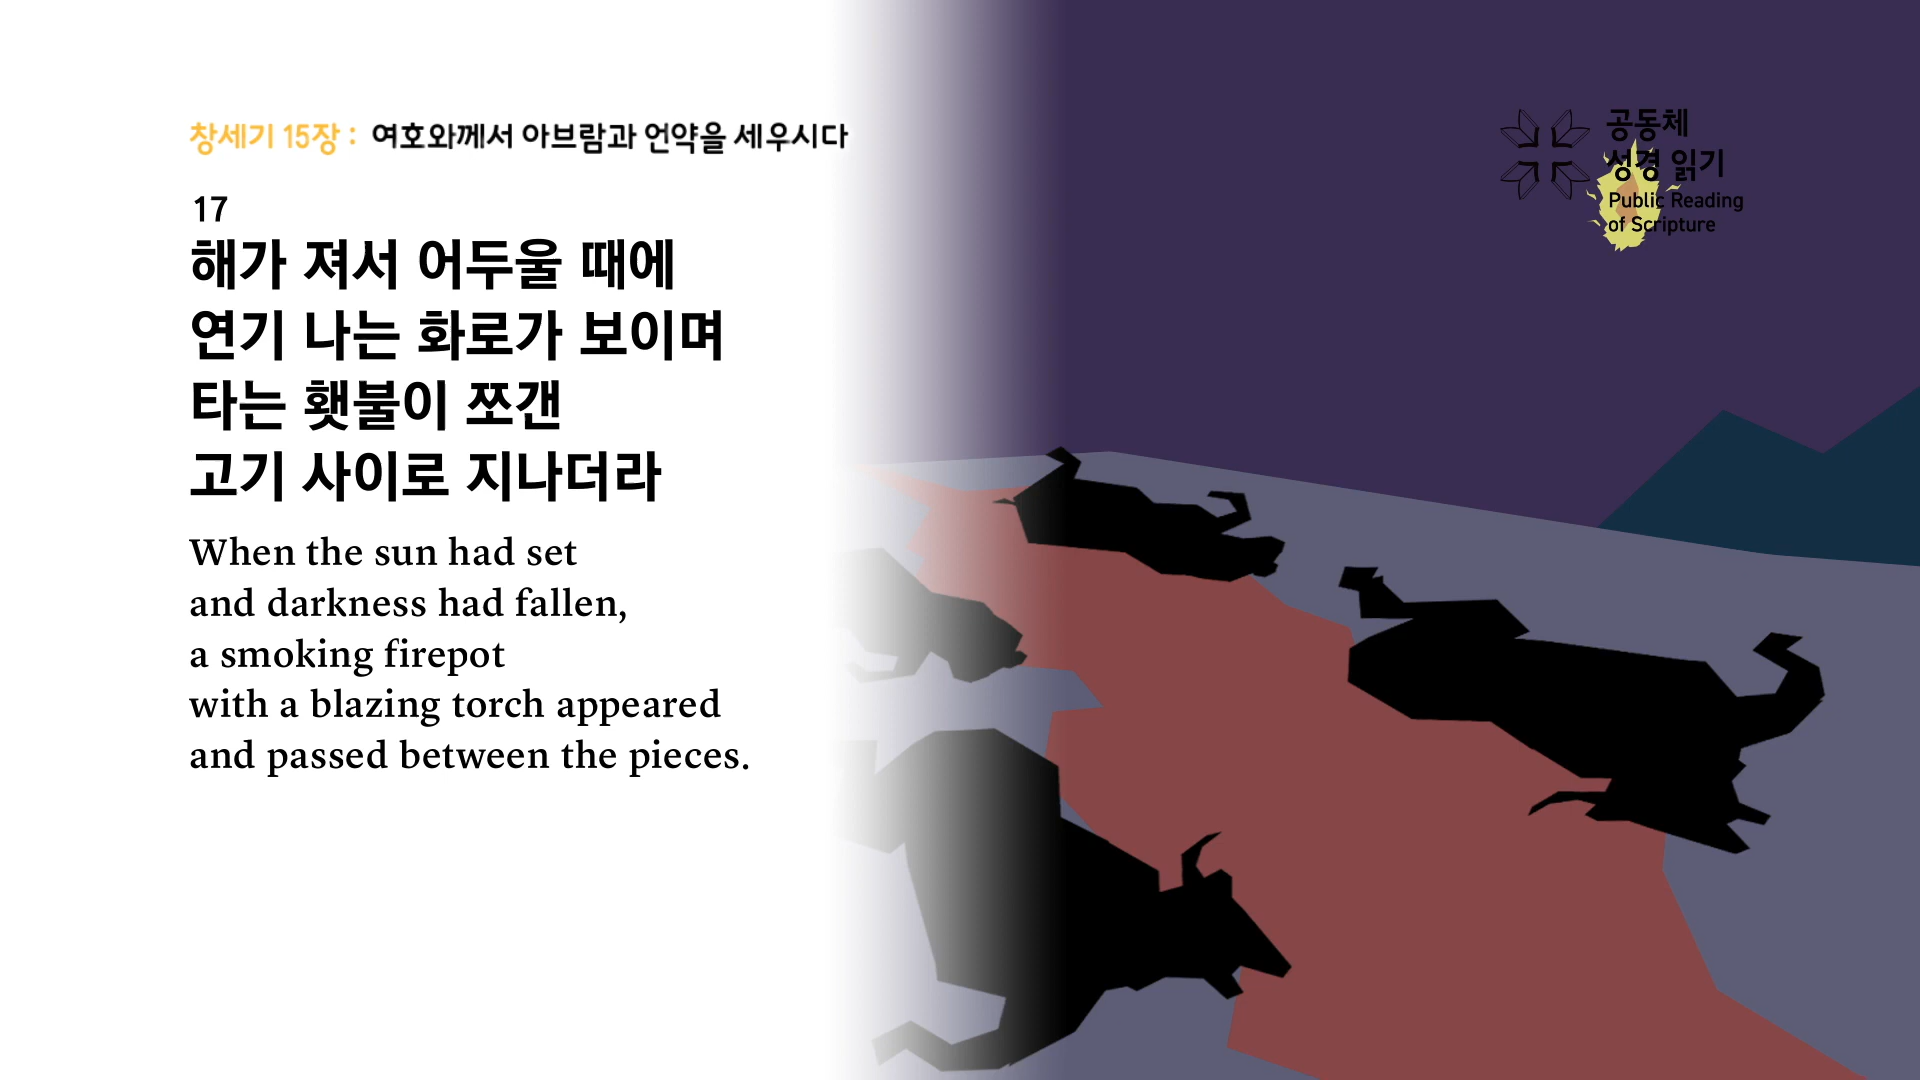 창세기 15장 : 여호와께서 아브람과 언약을 세우시다
17
해가 져서 어두울 때에
연기 나는 화로가 보이며
타는 횃불이 쪼갠
고기 사이로 지나더라
When the sun had set
and darkness had fallen,
a smoking firepot
with a blazing torch appeared
and passed between the pieces.
공동체
성경 읽기
Public Reading
of Scripture